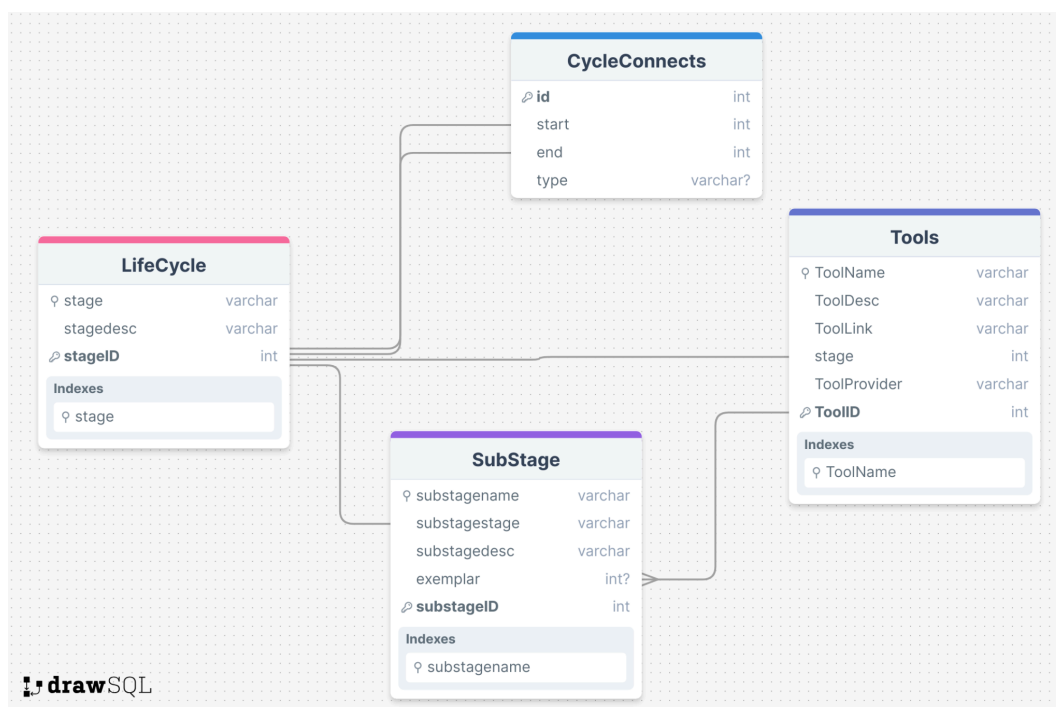 CycleConnects
id int
start int
end int
type varchar?
Tools
ToolName varchar
ToolDesc varchar
ToolLink varchar
stage int
ToolProvider varchar
ToolID int
Indexes
ToolName
LifeCycle
stage varchar
stagedesc varchar
stageID int
Indexes
stage
SubStage
substagename varchar
substagestage varchar
substagedesc varchar
exemplar int?
substageID int
Indexes
substagename
drawSQL